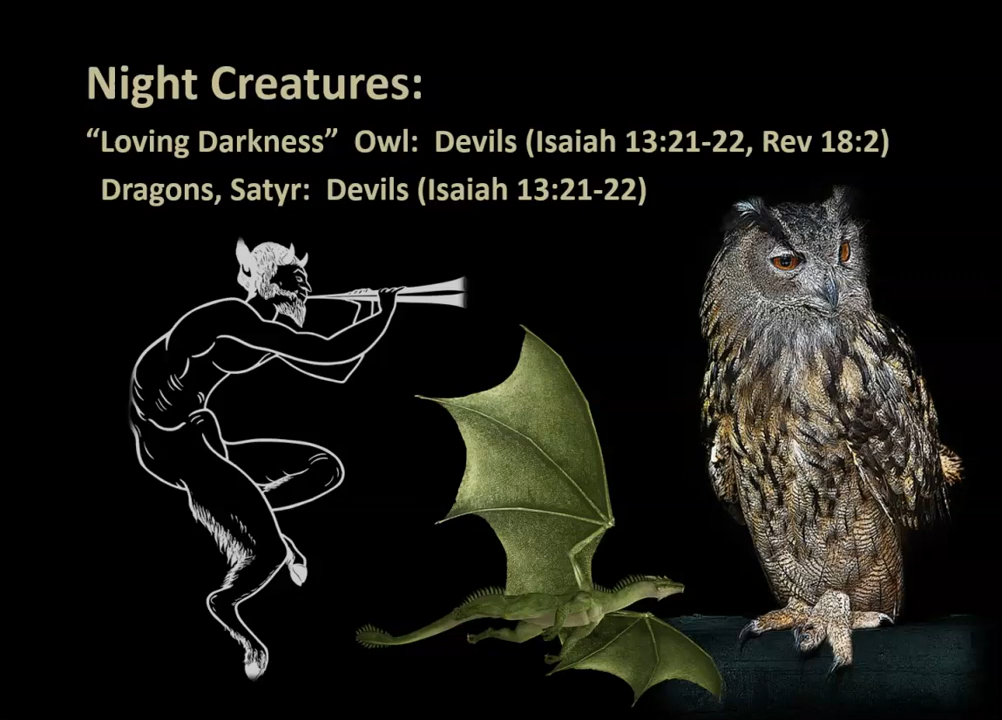 Night Creatures:
“Loving Darkness” Owl: Devils (Isaiah 13:21-22, Rev 18:2)
Dragons, Satyr: Devils (Isaiah 13:21-22)